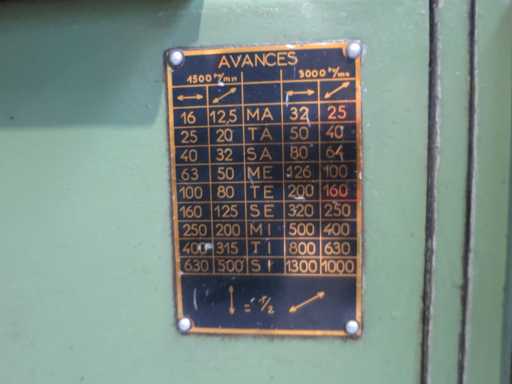 AVANCES
1500 t/min 3000 t/mn
16 12,5 MA 32 25
25 20 TA 50 40
40 32 SA 80 64
63 50 ME 126 100
100 80 TE 200 160
160 125 SE 320 250
250 200 MI 500 400
400 315 TI 800 630
630 500 SI 1300 1000
= 1/2